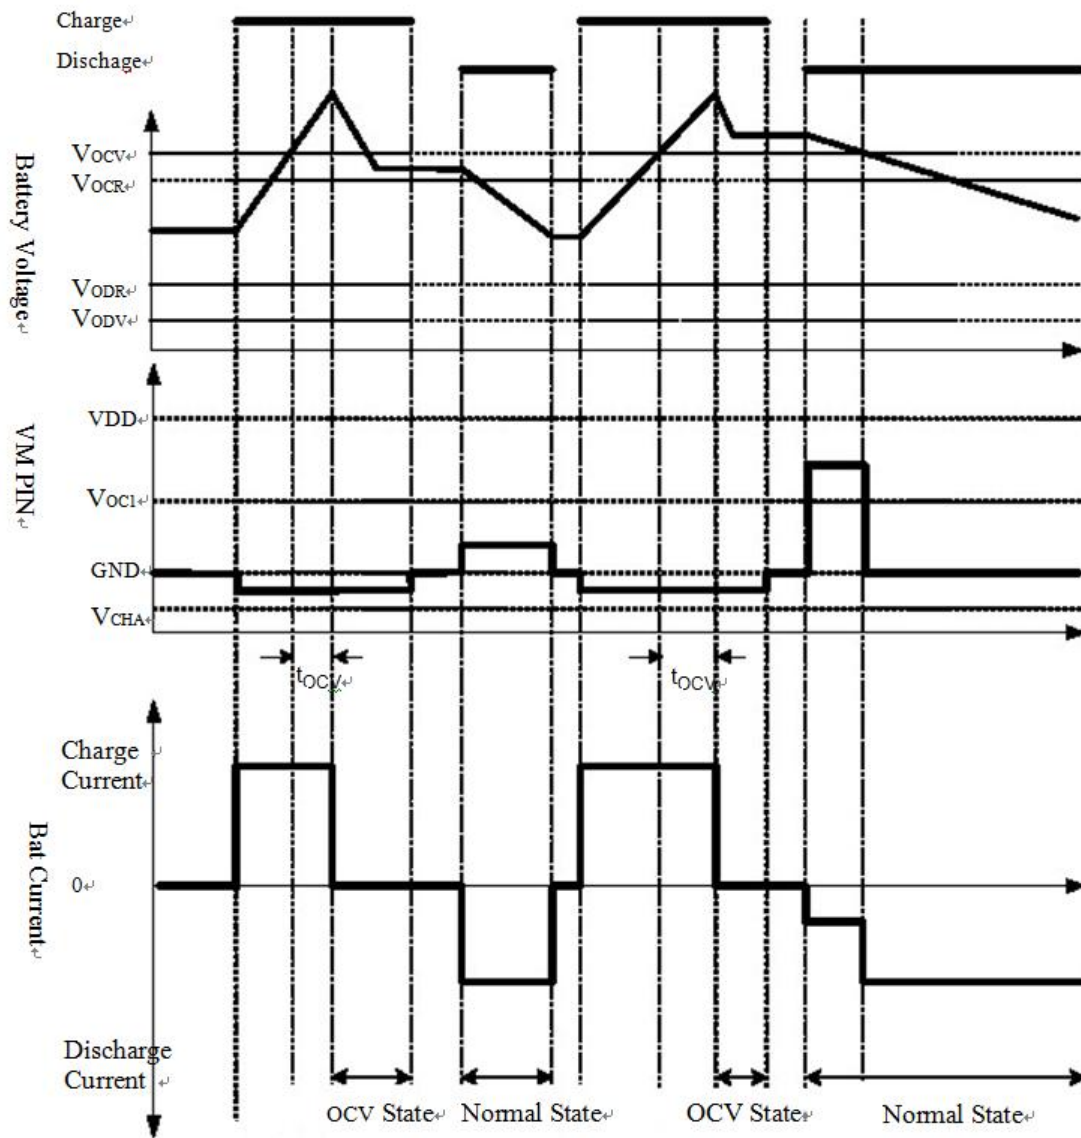 Charge
Dischage
Battery Voltage
VOCV
VOCR
VODR
VODV
VM PIN
VDD
VOC1
GND
VCHA
tOCV
tOCV
Bat Current
Charge
Current
0
Discharge
Current
OCV State
Normal State
OCV State
Normal State